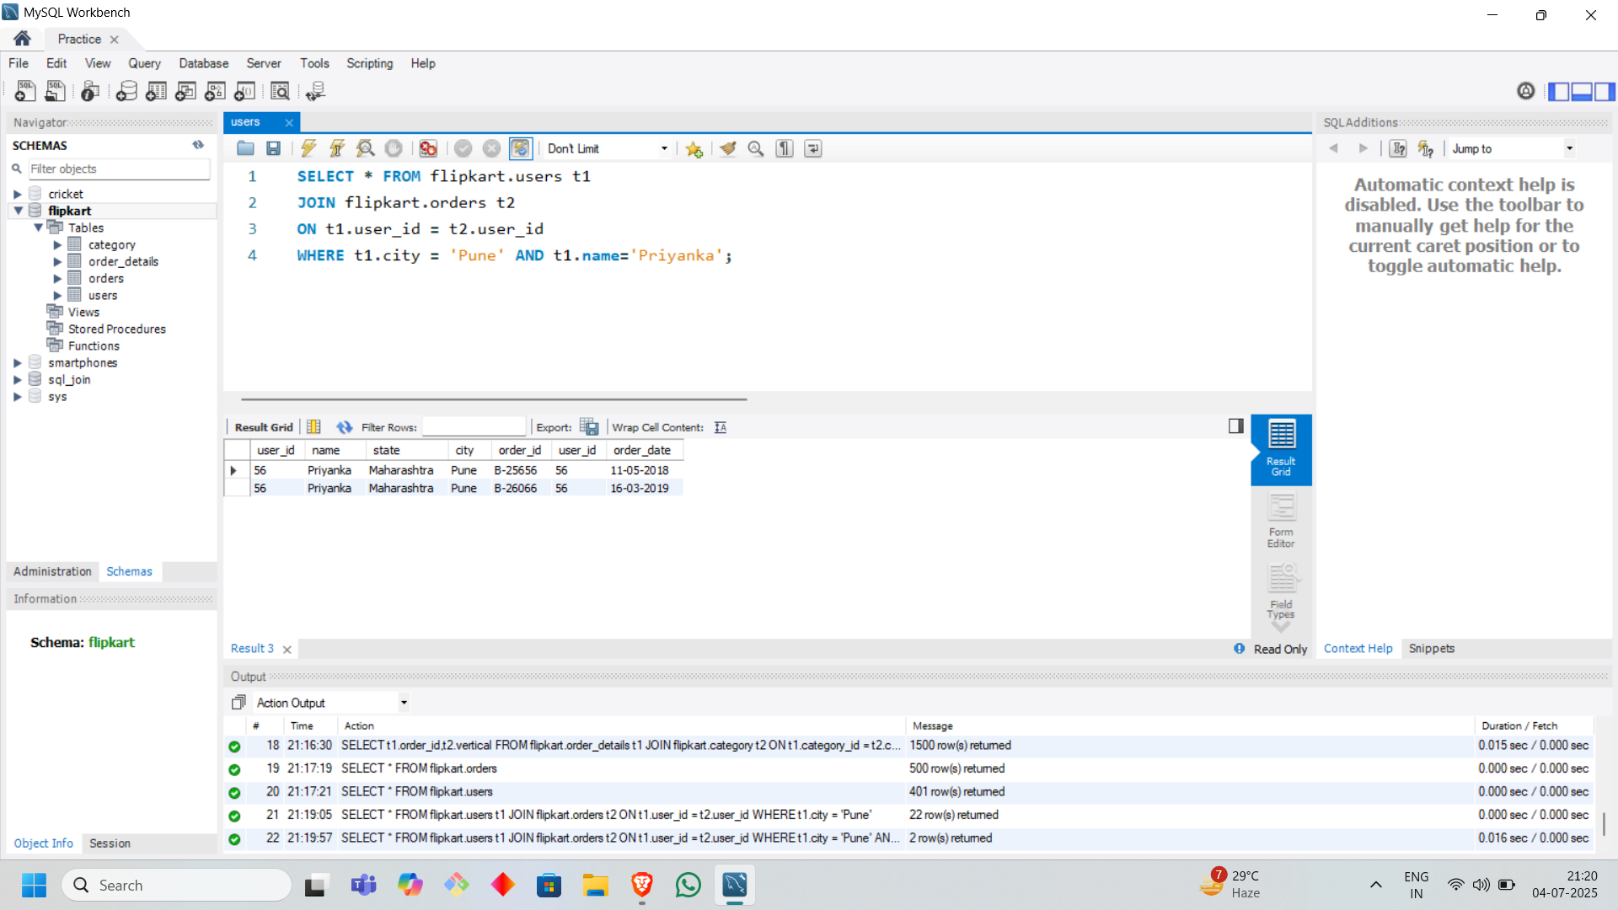 MySQL Workbench
Practice
File Edit View Query Database Server Tools Scripting Help
Navigator
SCHEMAS
Filter objects
cricket
flipkart
Tables
category
order_details
orders
users
Views
Stored Procedures
Functions
smartphones
sql_join
sys
Administration Schemas
Information
Schema: flipkart
Object Info Session
users
Don't Limit
1 SELECT * FROM flipkart.users t1
2 JOIN flipkart.orders t2
3 ON t1.user_id = t2.user_id
4 WHERE t1.city = 'Pune' AND t1.name='Priyanka';
Result Grid Filter Rows: Export: Wrap Cell Content:
user_id name state city order_id user_id order_date
56 Priyanka Maharashtra Pune B-25656 56 11-05-2018
56 Priyanka Maharashtra Pune B-26066 56 16-03-2019
Result
Grid
Form
Editor
Field
Types
Result 3
Read Only
SQLAdditions
Jump to
Automatic context help is
disabled. Use the toolbar to
manually get help for the
current caret position or to
toggle automatic help.
Context Help Snippets
Output
Action Output
# Time Action Message Duration / Fetch
18 21:16:30 SELECT t1.order_id,t2.vertical FROM flipkart.order_details t1 JOIN flipkart.category t2 ON t1.category_id = t2.c... 1500 row(s) returned 0.015 sec / 0.000 sec
19 21:17:19 SELECT * FROM flipkart.orders 500 row(s) returned 0.000 sec / 0.000 sec
20 21:17:21 SELECT * FROM flipkart.users 401 row(s) returned 0.000 sec / 0.000 sec
21 21:19:05 SELECT * FROM flipkart.users t1 JOIN flipkart.orders t2 ON t1.user_id = t2.user_id WHERE t1.city = 'Pune' 22 row(s) returned 0.000 sec / 0.000 sec
22 21:19:57 SELECT * FROM flipkart.users t1 JOIN flipkart.orders t2 ON t1.user_id = t2.user_id WHERE t1.city = 'Pune' AN... 2 row(s) returned 0.016 sec / 0.000 sec
Search
7
29°C
Haze
ENG
IN
21:20
04-07-2025